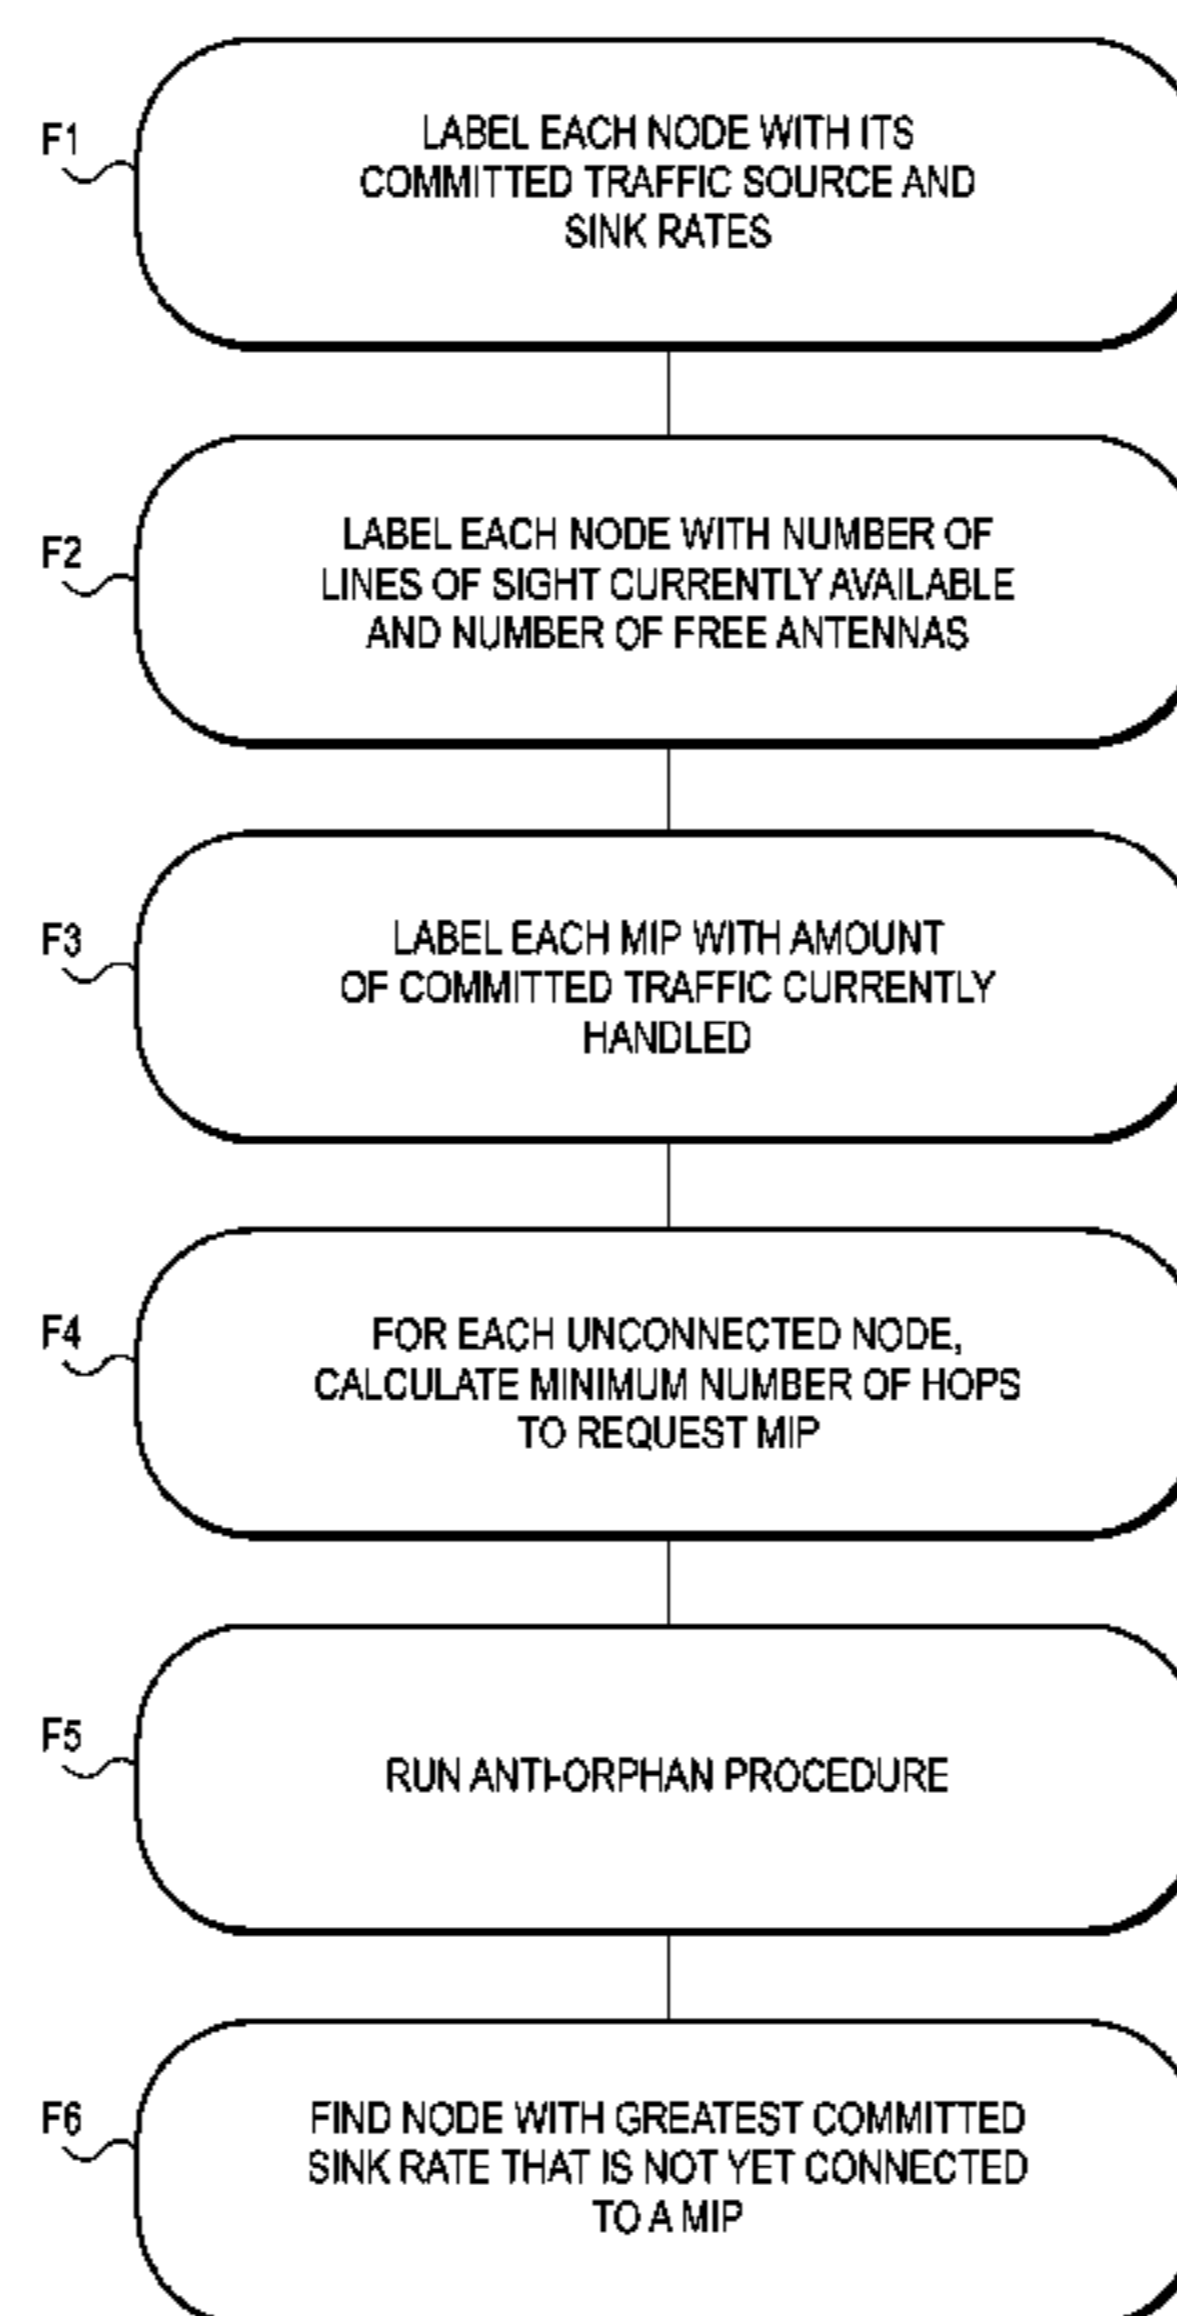 F1
LABEL EACH NODE WITH ITS
COMMITTED TRAFFIC SOURCE AND
SINK RATES
F2
LABEL EACH NODE WITH NUMBER OF
LINES OF SIGHT CURRENTLY AVAILABLE
AND NUMBER OF FREE ANTENNAS
F3
LABEL EACH MIP WITH AMOUNT
OF COMMITTED TRAFFIC CURRENTLY
HANDLED
F4
FOR EACH UNCONNECTED NODE,
CALCULATE MINIMUM NUMBER OF HOPS
TO REQUEST MIP
F5
RUN ANTI-ORPHAN PROCEDURE
F6
FIND NODE WITH GREATEST COMMITTED
SINK RATE THAT IS NOT YET CONNECTED
TO A MIP